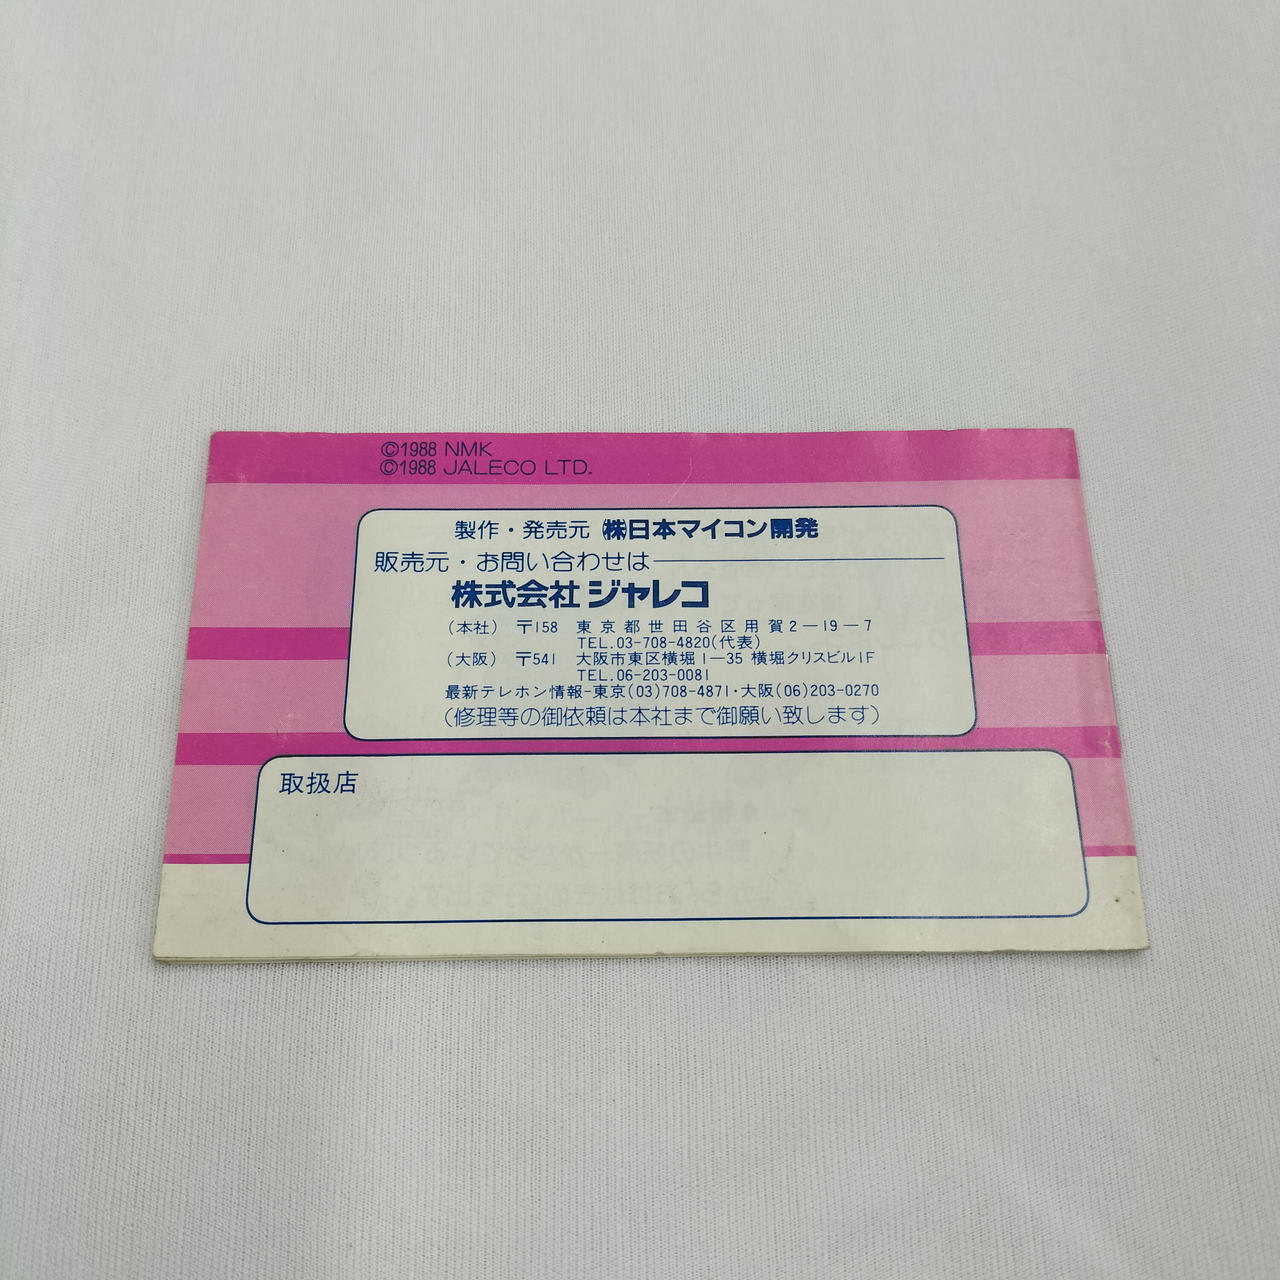 ©1988 NMK
©1988 JALECO LTD.
製作・発売元 ㈱日本マイコン開発
販売元・お問い合わせは
株式会社 ジャレコ
(本社) 〒158 東京都世田谷区用賀2-19-7
TEL.03-708-4820(代表)
(大阪) 〒541 大阪市東区横堀1-35 横堀クリスビル1F
TEL.06-203-0081
最新テレホン情報-東京(03)708-4871・大阪(06)203-0270
(修理等の御依頼は本社まで御願い致します)
取扱店